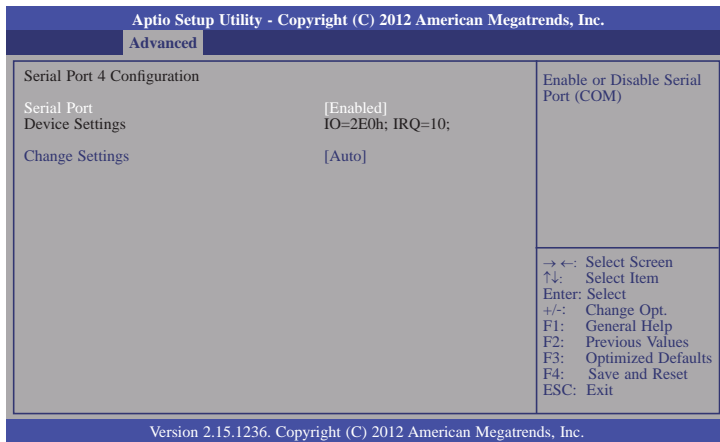 Aptio Setup Utility - Copyright (C) 2012 American Megatrends, Inc.
Advanced
Serial Port 4 Configuration
Serial Port [Enabled]
Device Settings IO=2E0h; IRQ=10;
Change Settings [Auto]
Enable or Disable Serial
Port (COM)
→ ←: Select Screen
↑↓: Select Item
Enter: Select
+/-: Change Opt.
F1: General Help
F2: Previous Values
F3: Optimized Defaults
F4: Save and Reset
ESC: Exit
Version 2.15.1236. Copyright (C) 2012 American Megatrends, Inc.